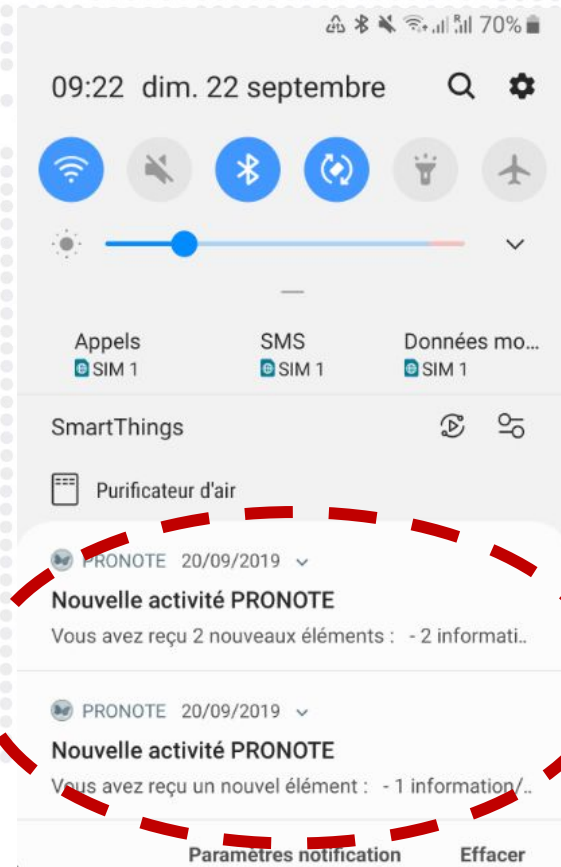 70%
09:22 dim. 22 septembre
Appels SMS Données mo...
SIM 1 SIM 1 SIM 1
SmartThings
Purificateur d'air
PRONOTE 20/09/2019
Nouvelle activité PRONOTE
Vous avez reçu 2 nouveaux éléments : - 2 informati..
PRONOTE 20/09/2019
Nouvelle activité PRONOTE
Vous avez reçu un nouvel élément : - 1 information/..
Paramètres notification Effacer